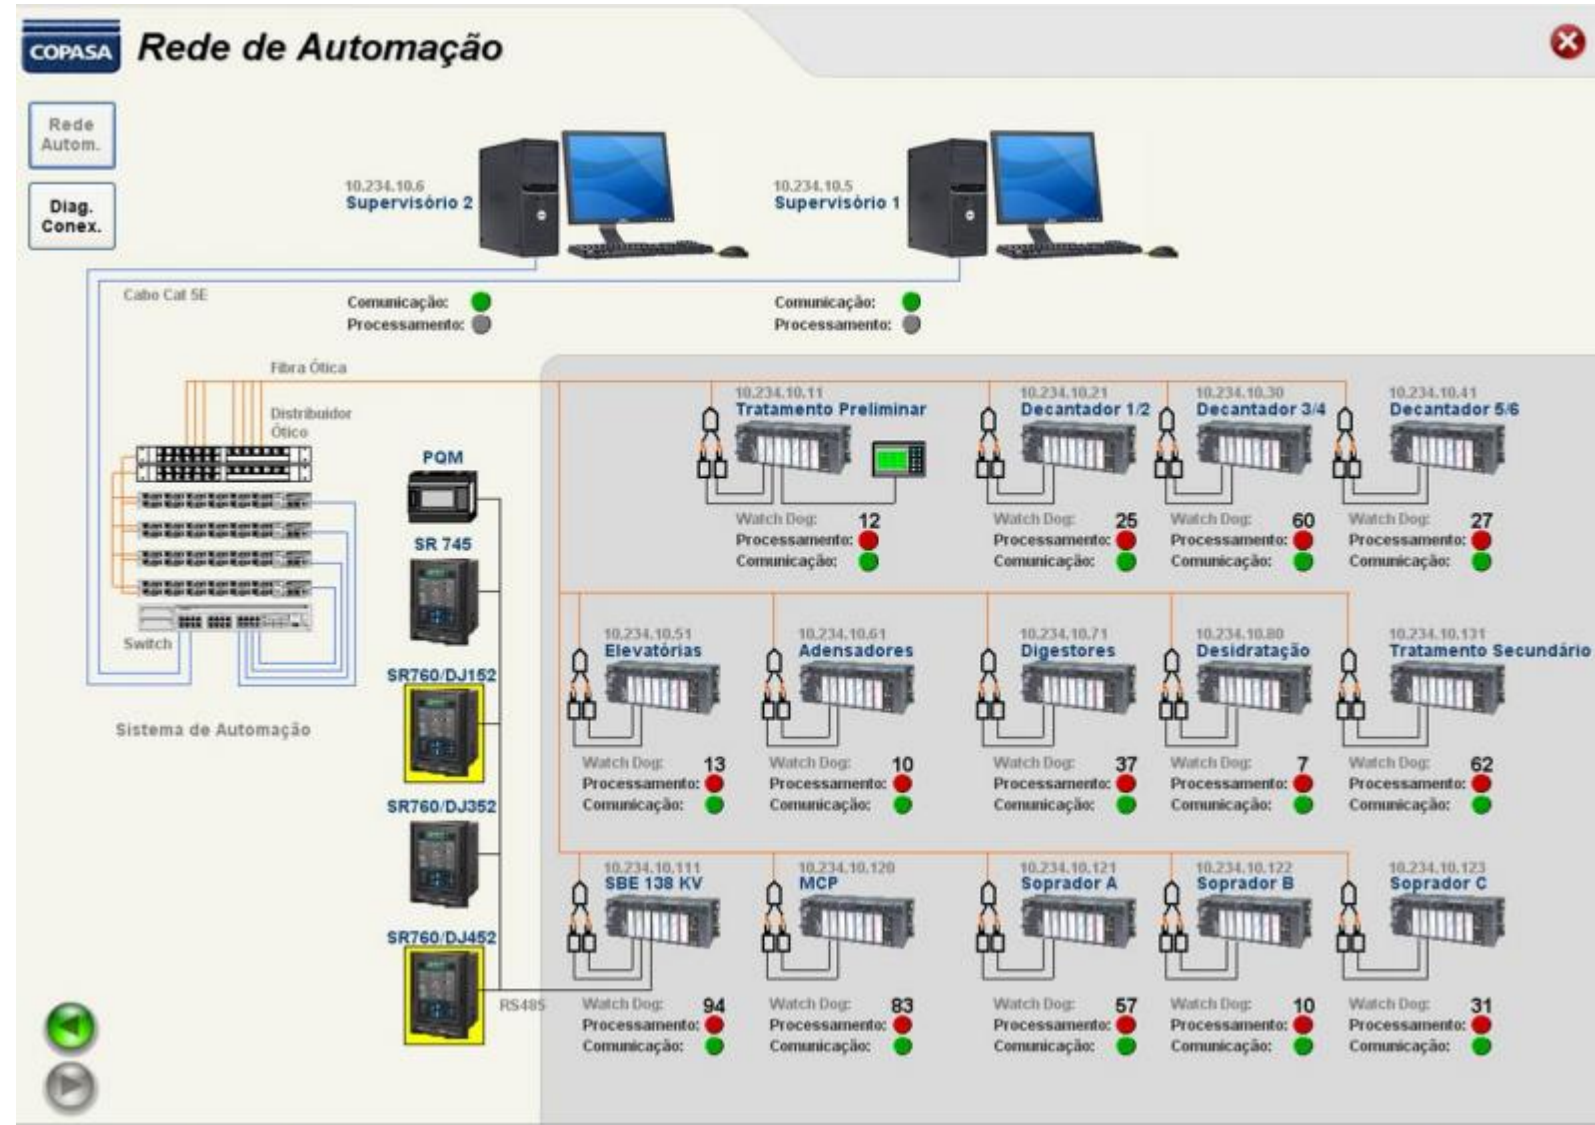 COPASA
Rede de Automação
Rede
Autom.
Diag.
Conex.
10.234.10.6
Supervisório 2
10.234.10.5
Supervisório 1
Cabo Cat 5E
Comunicação:
Processamento:
Comunicação:
Processamento:
Fibra Ótica
Distribuidor
Ótico
Switch
Sistema de Automação
PQM
SR 745
SR760/DJ152
SR760/DJ352
SR760/DJ452
RS485
10.234.10.11
Tratamento Preliminar
Watch Dog: 12
Processamento:
Comunicação:
10.234.10.21
Decantador 1/2
Watch Dog: 25
Processamento:
Comunicação:
10.234.10.30
Decantador 3/4
Watch Dog: 60
Processamento:
Comunicação:
10.234.10.41
Decantador 5/6
Watch Dog: 27
Processamento:
Comunicação:
10.234.10.51
Elevatórias
Watch Dog: 13
Processamento:
Comunicação:
10.234.10.61
Adensadores
Watch Dog: 10
Processamento:
Comunicação:
10.234.10.71
Digestores
Watch Dog: 37
Processamento:
Comunicação:
10.234.10.80
Desidratação
Watch Dog: 7
Processamento:
Comunicação:
10.234.10.131
Tratamento Secundário
Watch Dog: 62
Processamento:
Comunicação:
10.234.10.111
SBE 138 KV
Watch Dog: 94
Processamento:
Comunicação:
10.234.10.120
MCP
Watch Dog: 83
Processamento:
Comunicação:
10.234.10.121
Soprador A
Watch Dog: 57
Processamento:
Comunicação:
10.234.10.122
Soprador B
Watch Dog: 10
Processamento:
Comunicação:
10.234.10.123
Soprador C
Watch Dog: 31
Processamento:
Comunicação: